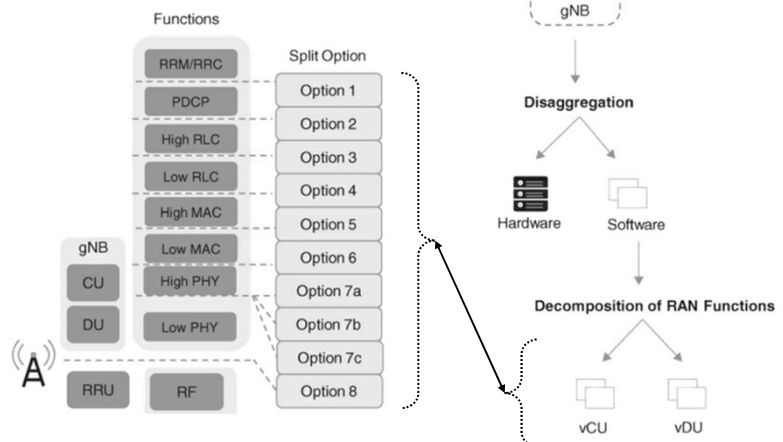 Functions
Split Option
RRM/RRC
PDCP
High RLC
Low RLC
High MAC
Low MAC
High PHY
Low PHY
RF
Option 1
Option 2
Option 3
Option 4
Option 5
Option 6
Option 7a
Option 7b
Option 7c
Option 8
gNB
CU
DU
RRU
gNB
Disaggregation
Hardware
Software
Decomposition of RAN Functions
vCU
vDU